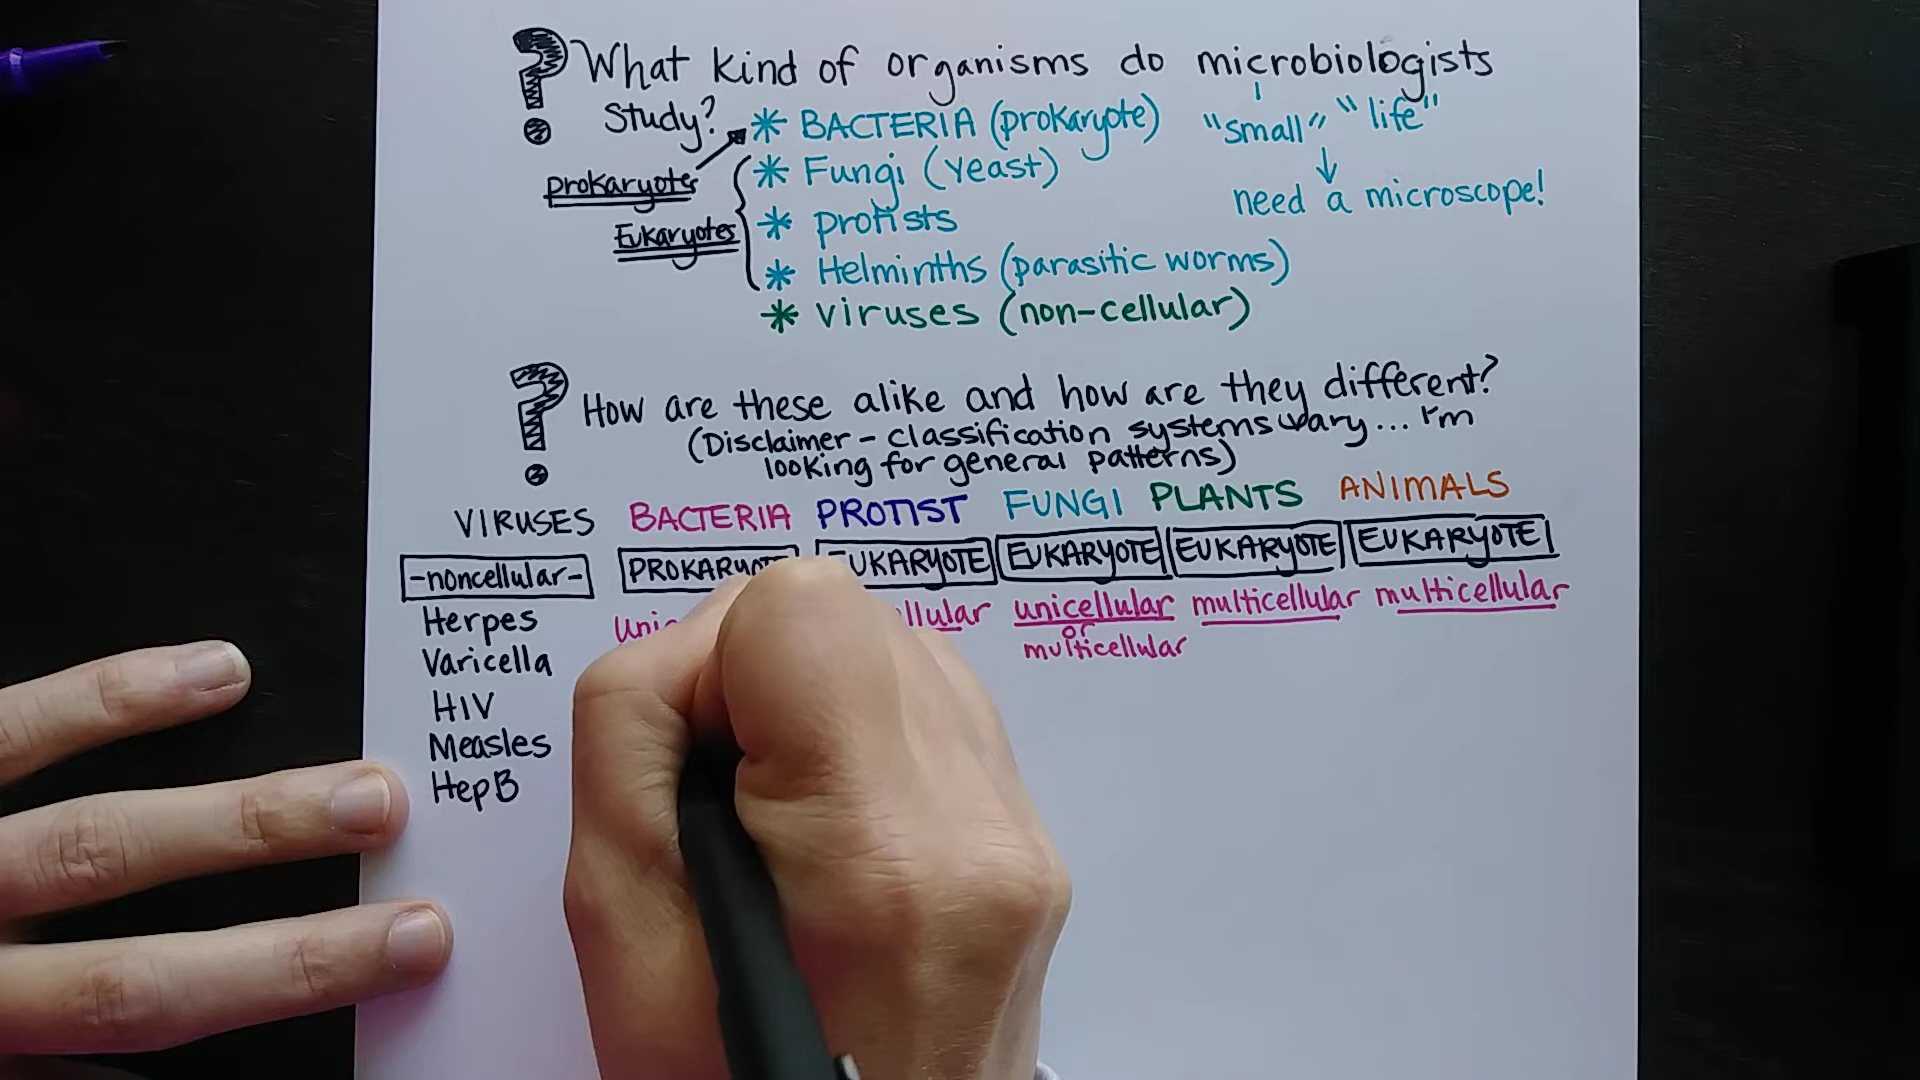 What kind of organisms do microbiologists
Study?
* BACTERIA (prokaryote)
"small" "life"
prokaryotes
* Fungi (yeast)
need a microscope!
Eukaryotes
* protists
* Helminths (parasitic worms)
* viruses (non-cellular)
How are these alike and how are they different?
(Disclaimer - classification systems vary... I'm
looking for general patterns)
VIRUSES BACTERIA PROTIST FUNGI PLANTS ANIMALS
-noncellular- EUKARYOTE EUKARYOTE EUKARYOTE EUKARYOTE
unicellular multicellular multicellular
or
multicellular
Herpes
Varicella
HIV
Measles
HepB